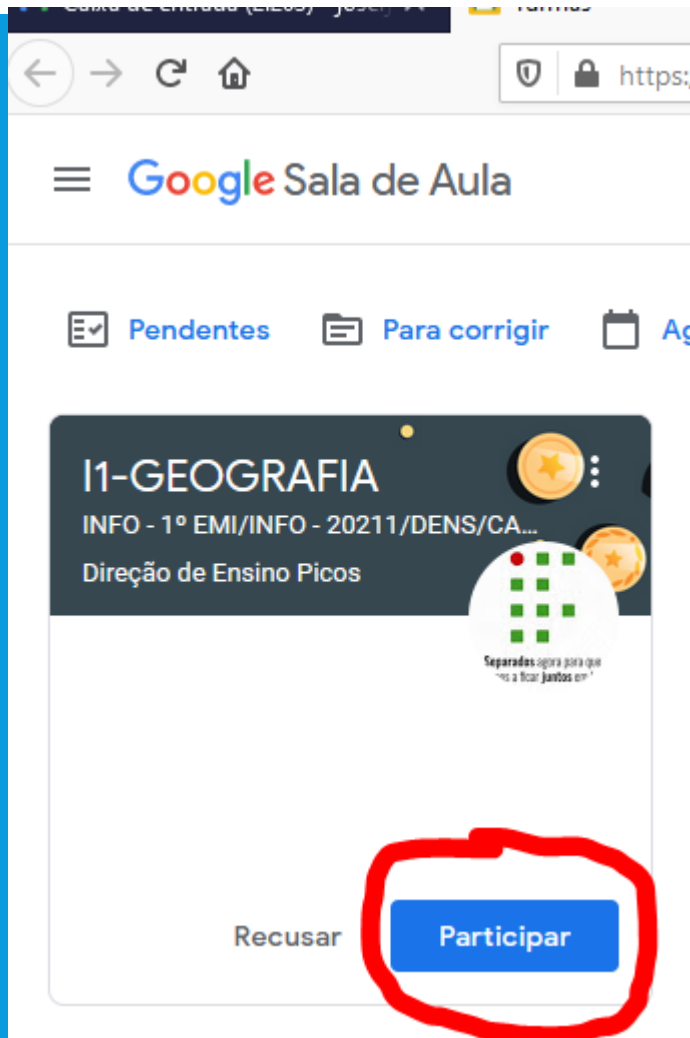 https:
Google Sala de Aula
Pendentes Para corrigir
I1-GEOGRAFIA
INFO - 1º EMI/INFO - 20211/DENS/CA...
Direção de Ensino Picos
Separados agora para que
a ficar juntos em
Recusar Participar